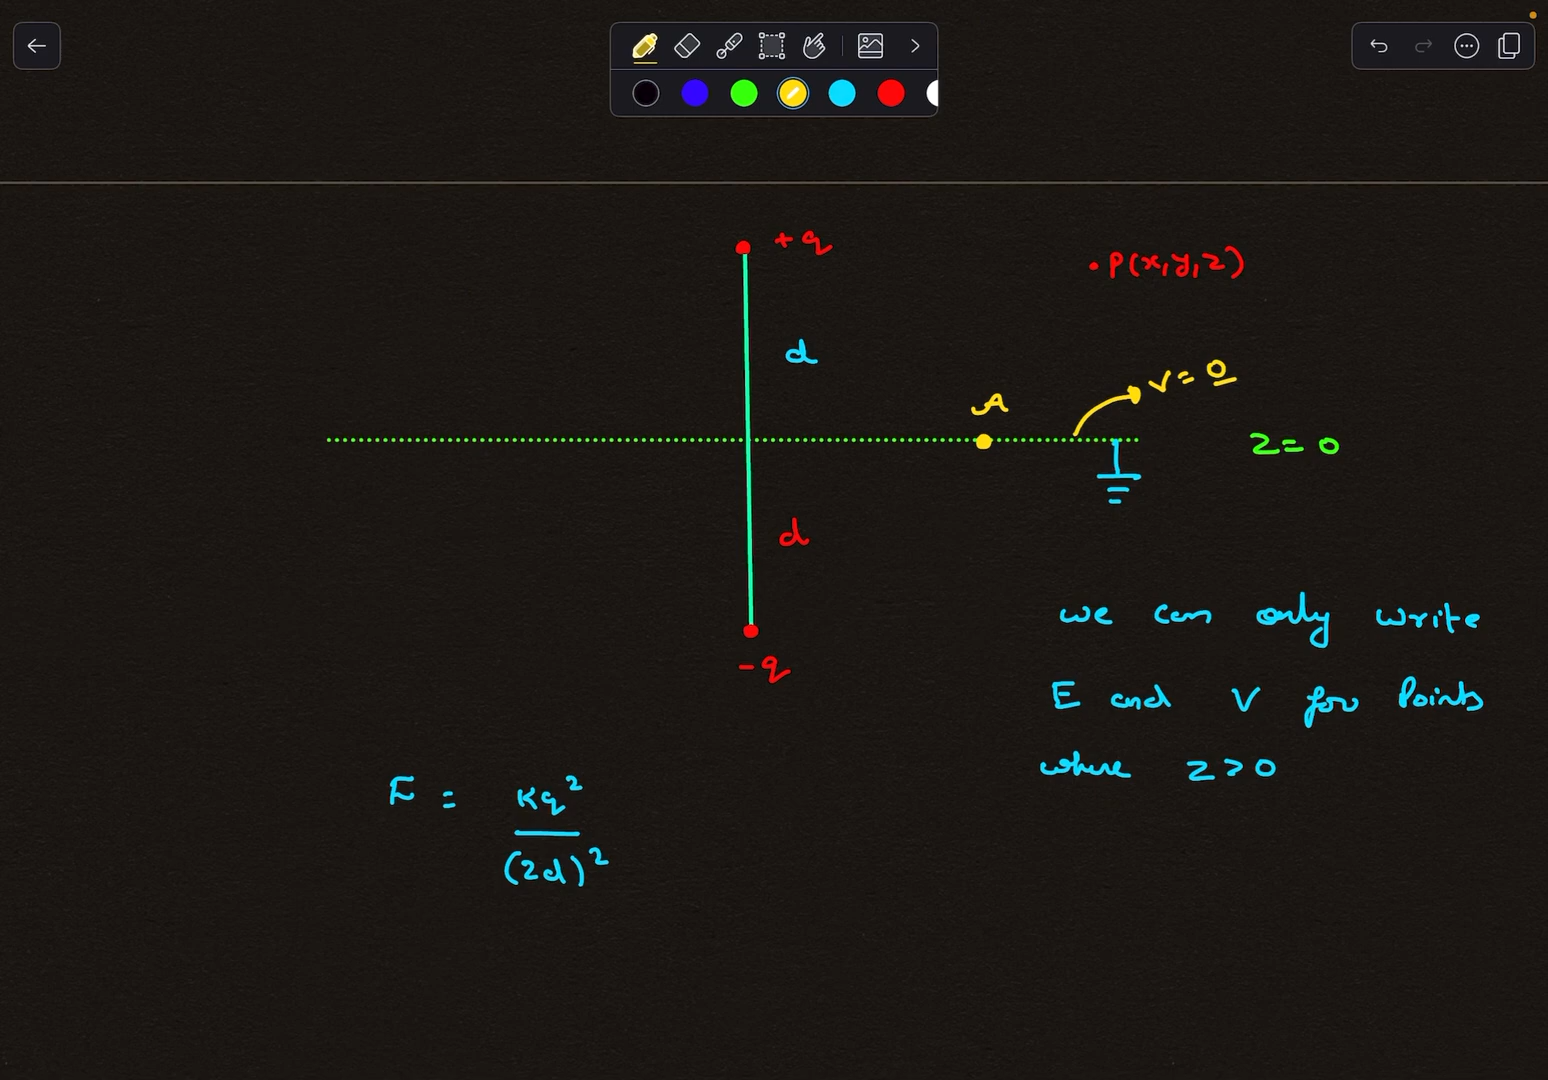 +q
• P(x,y,z)
d
V = 0
A
z = 0
d
we can only write
-q
E and V for Points
where z > 0
F = Kq²
(2d)²